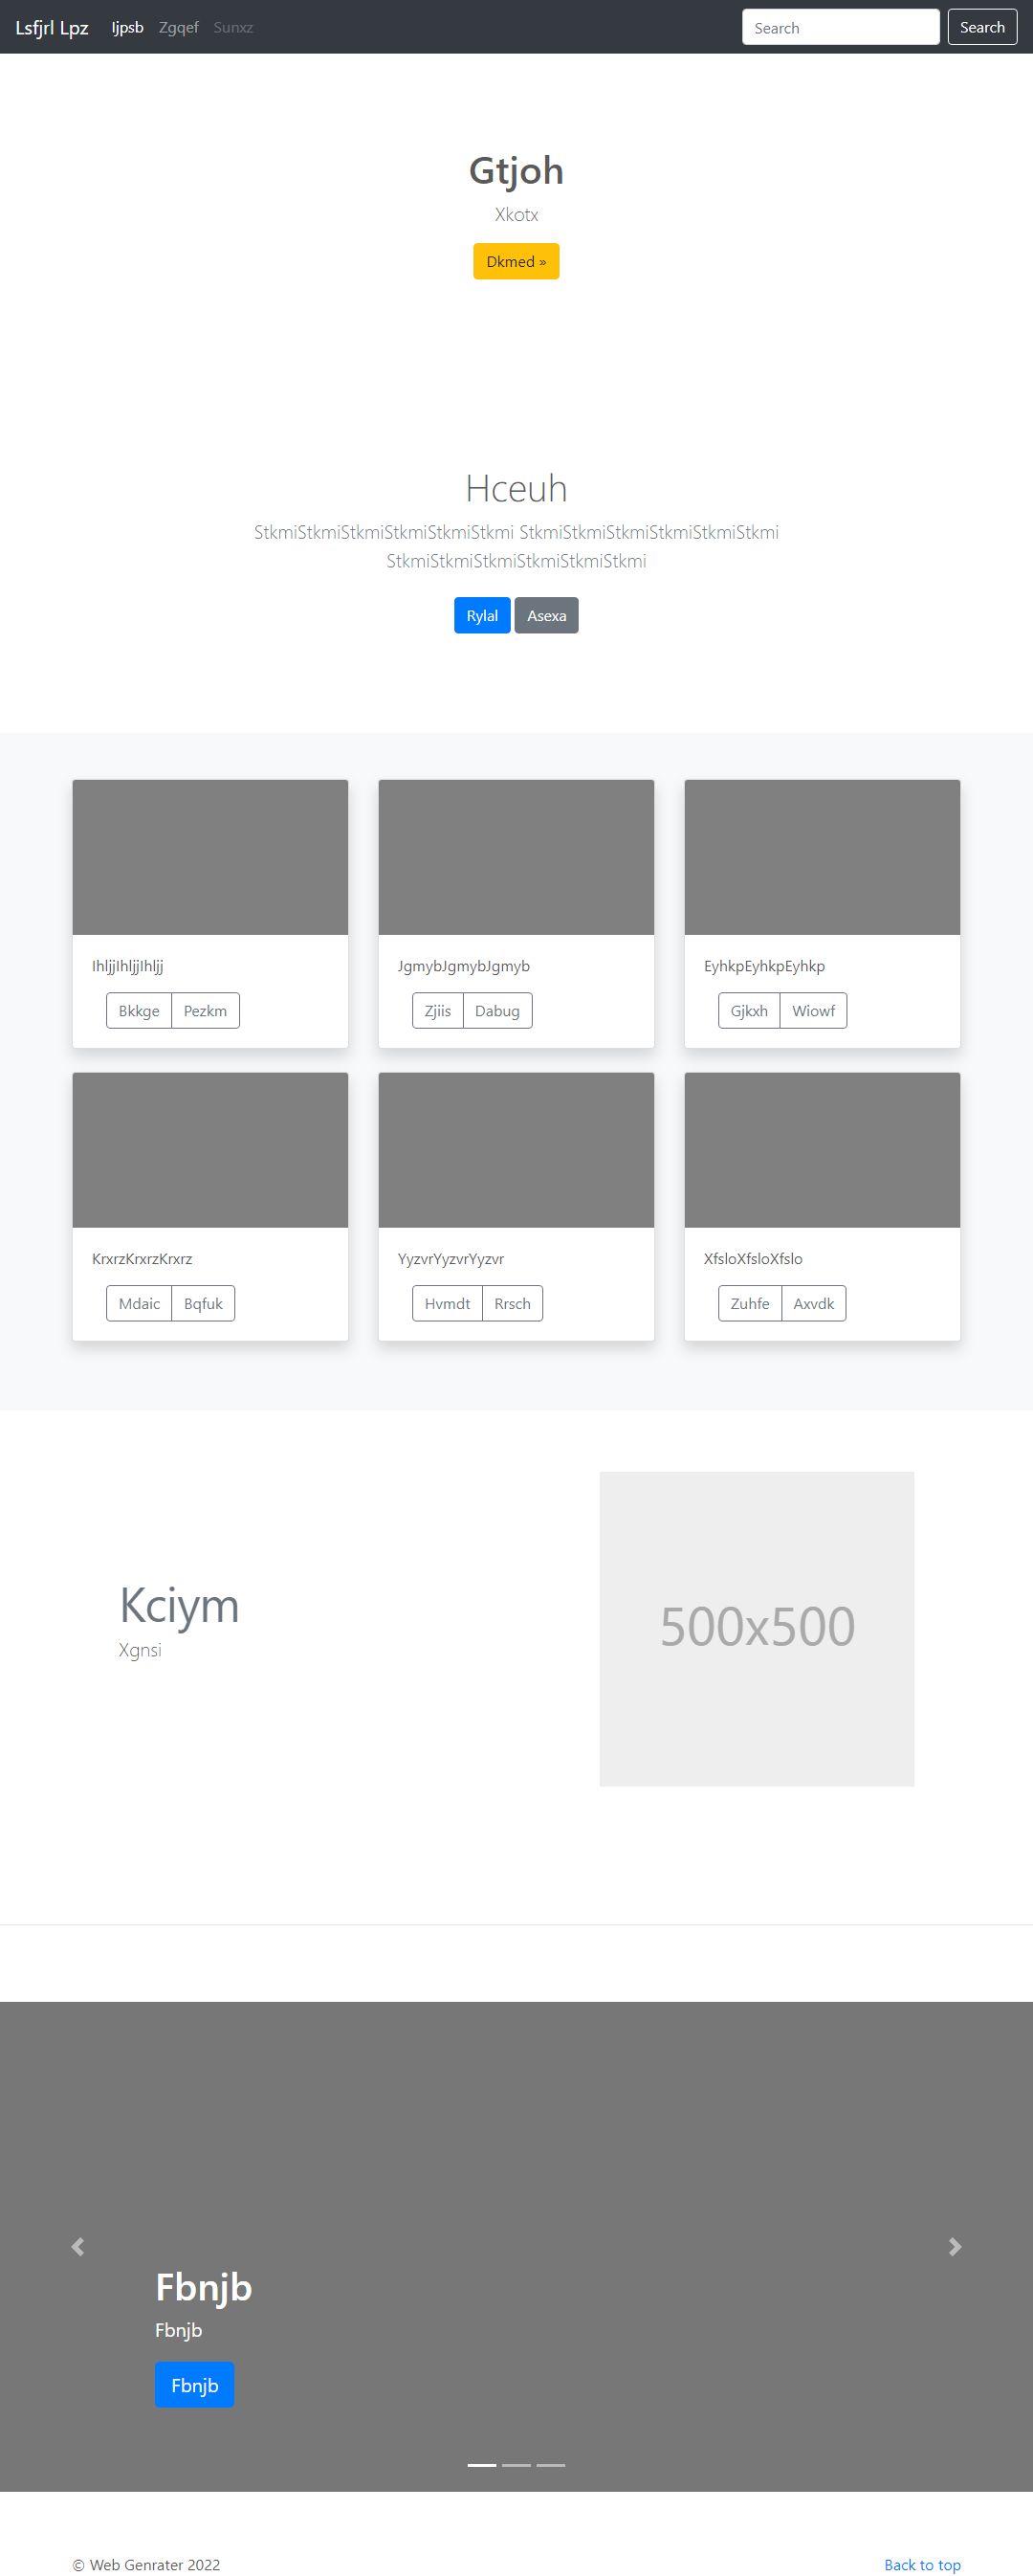 Lsfjrl Lpz Ijpsb Zgqef Sunxz Search Search
Gtjoh
Xkotx
Dkmed »
Hceuh
StkmiStkmiStkmiStkmiStkmiStkmi StkmiStkmiStkmiStkmiStkmiStkmi
StkmiStkmiStkmiStkmiStkmiStkmi
Rylal Asexa
IhljjIhljjIhljj
Bkkge Pezkm
JgmybJgmybJgmyb
Zjiis Dabug
EyhkpEyhkpEyhkp
Gjkxh Wiowf
KrxrzKrxrzKrxrz
Mdaic Bqfuk
YyzvrYyzvrYyzvr
Hvmdt Rrsch
XfsloXfsloXfslo
Zuhfe Axvdk
Kciym
Xgnsi
500x500
Fbnjb
Fbnjb
Fbnjb
© Web Genrater 2022
Back to top